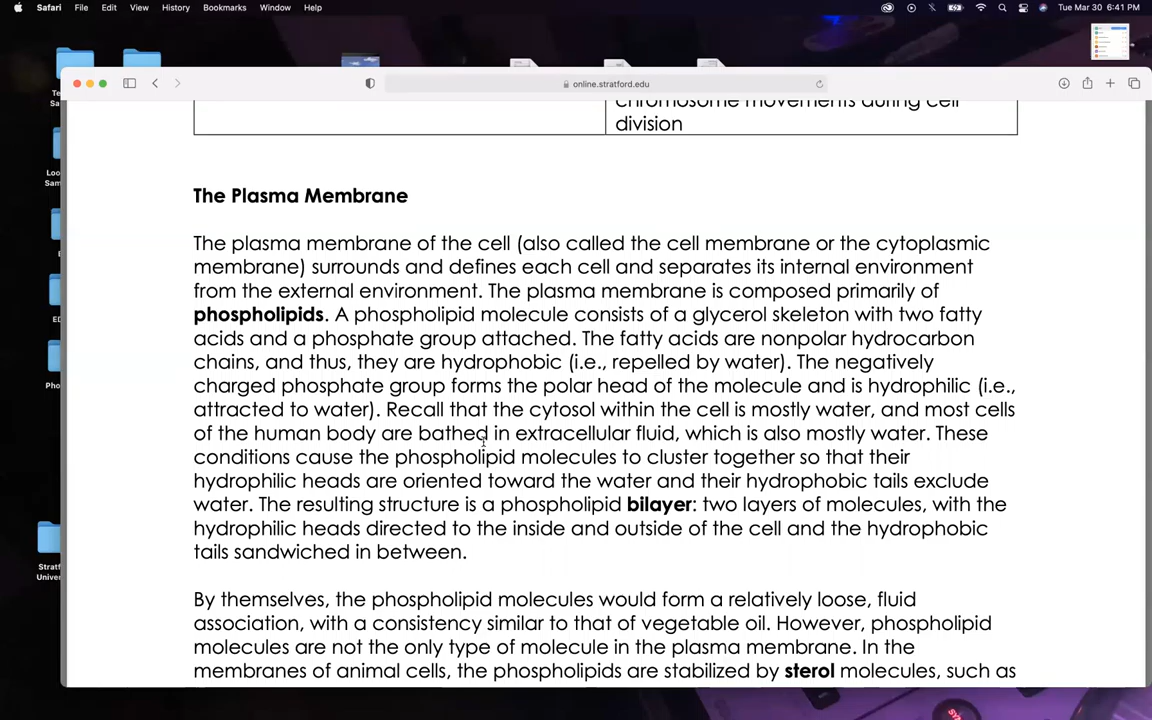 Safari File Edit View History Bookmarks Window Help Tue Mar 30 6:41 PM
online.stratford.edu
chromosome movements during cell
division
The Plasma Membrane
The plasma membrane of the cell (also called the cell membrane or the cytoplasmic
membrane) surrounds and defines each cell and separates its internal environment
from the external environment. The plasma membrane is composed primarily of
phospholipids. A phospholipid molecule consists of a glycerol skeleton with two fatty
acids and a phosphate group attached. The fatty acids are nonpolar hydrocarbon
chains, and thus, they are hydrophobic (i.e., repelled by water). The negatively
charged phosphate group forms the polar head of the molecule and is hydrophilic (i.e.,
attracted to water). Recall that the cytosol within the cell is mostly water, and most cells
of the human body are bathed in extracellular fluid, which is also mostly water. These
conditions cause the phospholipid molecules to cluster together so that their
hydrophilic heads are oriented toward the water and their hydrophobic tails exclude
water. The resulting structure is a phospholipid bilayer: two layers of molecules, with the
hydrophilic heads directed to the inside and outside of the cell and the hydrophobic
tails sandwiched in between.
By themselves, the phospholipid molecules would form a relatively loose, fluid
association, with a consistency similar to that of vegetable oil. However, phospholipid
molecules are not the only type of molecule in the plasma membrane. In the
membranes of animal cells, the phospholipids are stabilized by sterol molecules, such as